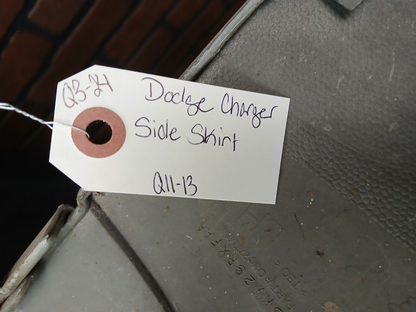 QB-24
Dodge Charger
Side Skirt
Q11-13